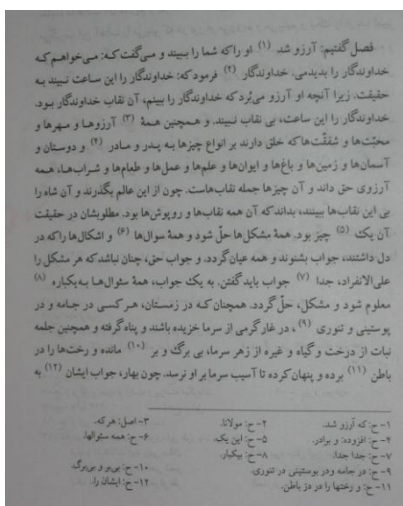 فصل گفتیم: آرزو شد (۱) او را که شما را ببیند و می‌گفت که: می‌خواهم که
خداوندگار را بدیدمی. خداوندگار (۲) فرمود که: خداوندگار را این ساعت نبیند به
حقیقت. زیرا آنچه او آرزو می‌بُرد که خداوندگار را ببینم، آن نقاب خداوندگار بود.
خداوندگار را این ساعت، بی نقاب نبیند. و همچنین همهٔ (۳) آرزوها و مهرها و
محبّت‌ها و شفقّت‌ها که خلق دارند بر انواع چیزها به پدر و مادر (۴) و دوستان و
آسمان‌ها و زمین‌ها و باغ‌ها و ایوان‌ها و علم‌ها و عمل‌ها و طعام‌ها و شراب‌ها، همه
آرزوی حق داند و آن چیزها جمله نقاب‌هاست. چون از این عالم بگذرند و آن شاه را
بی این نقاب‌ها ببینند، بدانند که آن همه نقاب‌ها و روپوش‌ها بود. مطلوبشان در حقیقت
آن یک (۵) چیز بود. همهٔ مشکل‌ها حلّ شود و همهٔ سوال‌ها (۶) و اشکال‌ها را که در
دل داشتند، جواب بشنوند و همه عیان گردد. و جواب حق، چنان نباشد که هر مشکل را
علی‌الانفراد، جدا (۷) جواب باید گفتن. به یک جواب، همهٔ سئوال‌ها به یکباره (۸)
معلوم شود و مشکل، حلّ گردد. همچنان که در زمستان، هر کسی در جامه و در
پوستینی و تنوری (۹)، در غار گرمی از سرما خزیده باشند و پناه گرفته و همچنین جمله
نبات از درخت و گیاه و غیره از زهر سرما، بی برگ و بر (۱۰) مانده و رخت‌ها را در
باطن (۱۱) برده و پنهان کرده تا آسیب سرما بر او نرسد. چون بهار، جواب ایشان (۱۲) به
۱- ح: که آرزو شد. ۲- ح: مولانا. ۳- اصل: هر که.
۴- ح: افزوده: و برادر. ۵- ح: این یک. ۶- ح: همه سئوالها.
۷- ح: جدا جدا. ۸- ح: بیکبار.
۹- ح: در جامه ودر پوستینی در تنوری. ۱۰- ح: بی‌بر و بی‌برگ.
۱۱- ح: و رختها را در دژ باطن. ۱۲- ح: ایشان را.